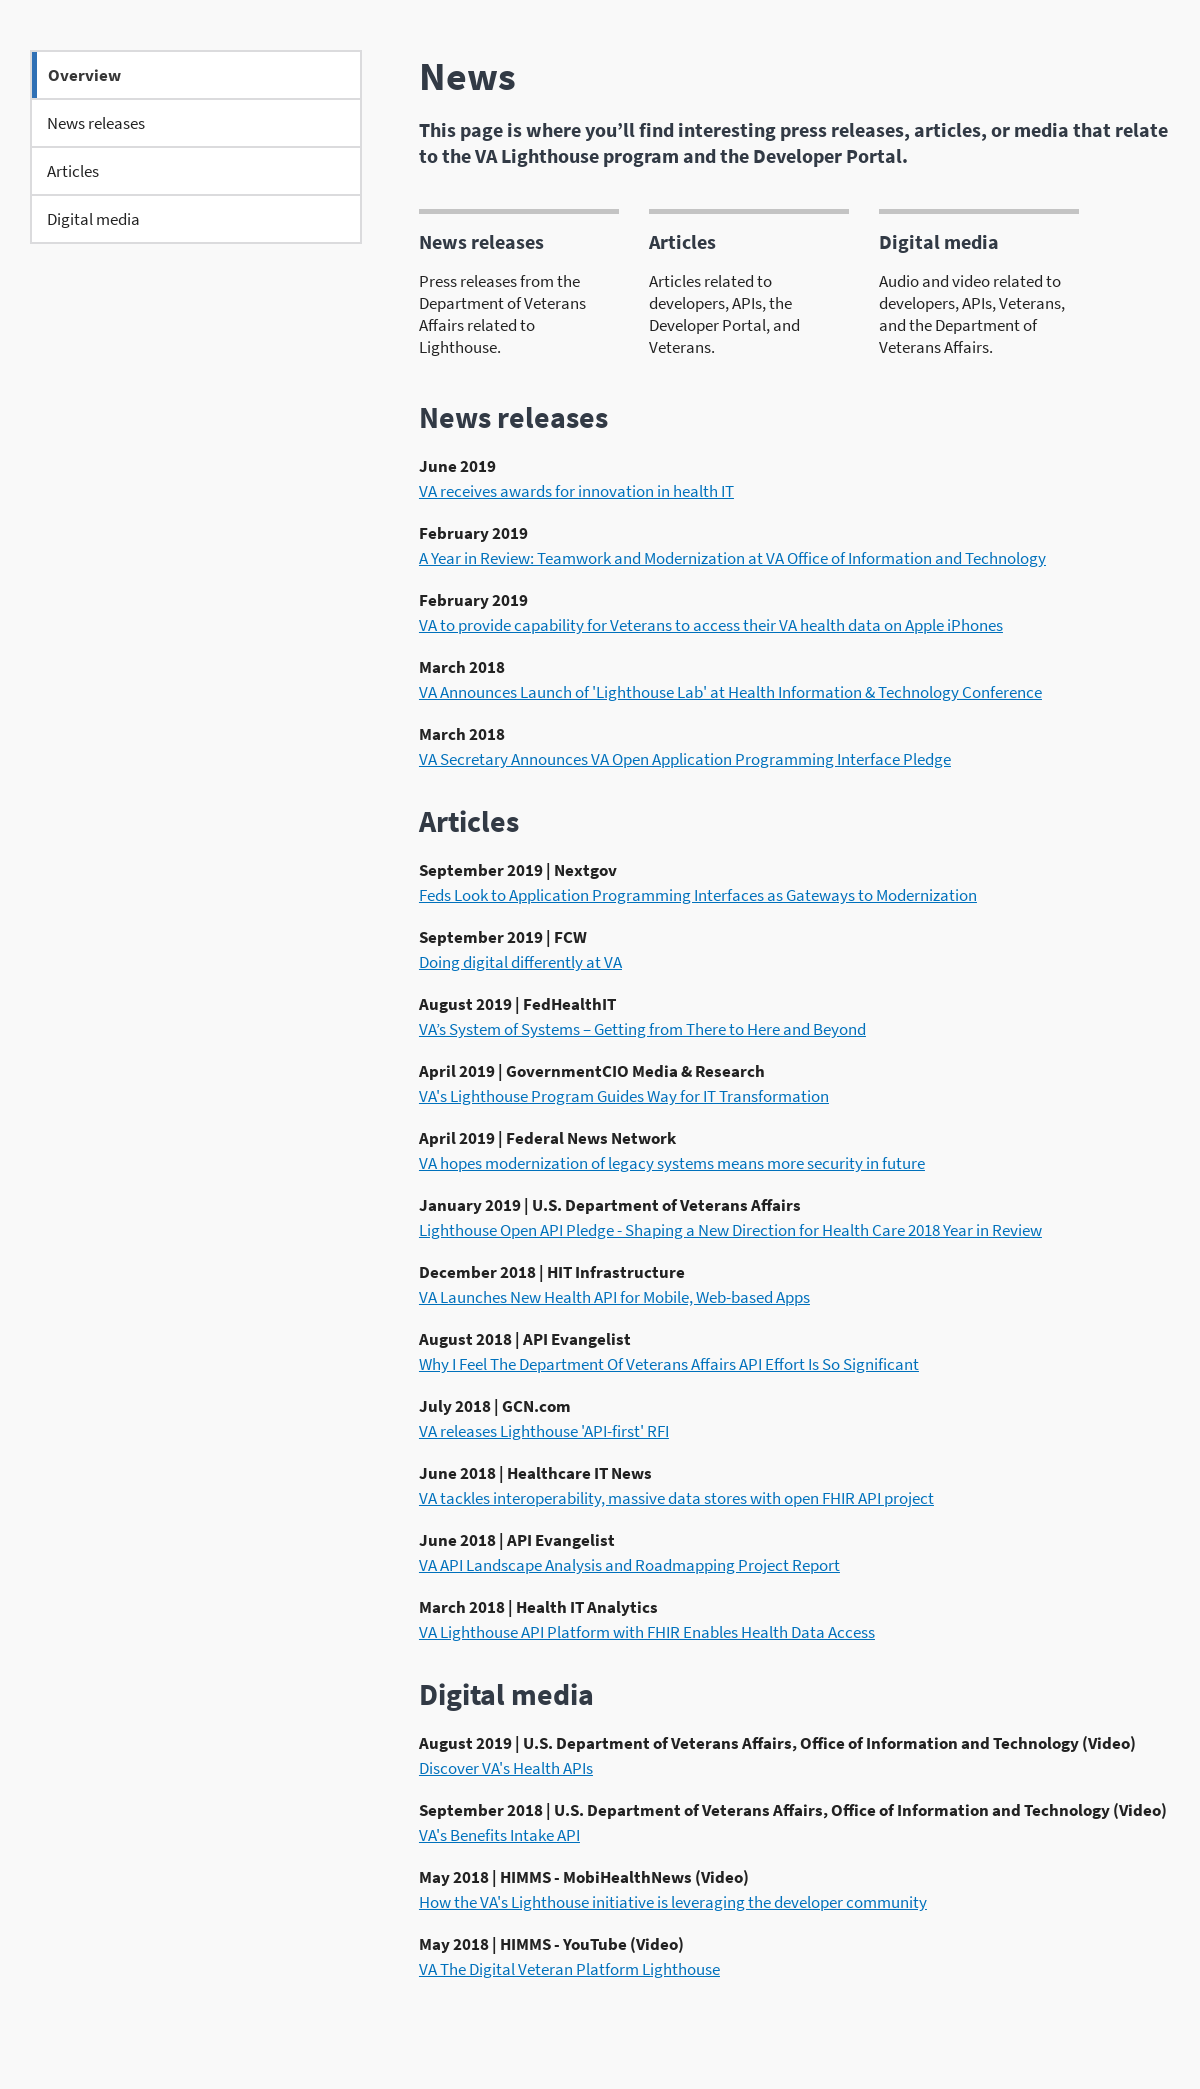 Overview
News releases
Articles
Digital media
News
This page is where you’ll find interesting press releases, articles, or media that relate
to the VA Lighthouse program and the Developer Portal.
News releases
Press releases from the
Department of Veterans
Affairs related to
Lighthouse.
Articles
Articles related to
developers, APIs, the
Developer Portal, and
Veterans.
Digital media
Audio and video related to
developers, APIs, Veterans,
and the Department of
Veterans Affairs.
News releases
June 2019
VA receives awards for innovation in health IT
February 2019
A Year in Review: Teamwork and Modernization at VA Office of Information and Technology
February 2019
VA to provide capability for Veterans to access their VA health data on Apple iPhones
March 2018
VA Announces Launch of 'Lighthouse Lab' at Health Information & Technology Conference
March 2018
VA Secretary Announces VA Open Application Programming Interface Pledge
Articles
September 2019 | Nextgov
Feds Look to Application Programming Interfaces as Gateways to Modernization
September 2019 | FCW
Doing digital differently at VA
August 2019 | FedHealthIT
VA’s System of Systems – Getting from There to Here and Beyond
April 2019 | GovernmentCIO Media & Research
VA's Lighthouse Program Guides Way for IT Transformation
April 2019 | Federal News Network
VA hopes modernization of legacy systems means more security in future
January 2019 | U.S. Department of Veterans Affairs
Lighthouse Open API Pledge - Shaping a New Direction for Health Care 2018 Year in Review
December 2018 | HIT Infrastructure
VA Launches New Health API for Mobile, Web-based Apps
August 2018 | API Evangelist
Why I Feel The Department Of Veterans Affairs API Effort Is So Significant
July 2018 | GCN.com
VA releases Lighthouse 'API-first' RFI
June 2018 | Healthcare IT News
VA tackles interoperability, massive data stores with open FHIR API project
June 2018 | API Evangelist
VA API Landscape Analysis and Roadmapping Project Report
March 2018 | Health IT Analytics
VA Lighthouse API Platform with FHIR Enables Health Data Access
Digital media
August 2019 | U.S. Department of Veterans Affairs, Office of Information and Technology (Video)
Discover VA's Health APIs
September 2018 | U.S. Department of Veterans Affairs, Office of Information and Technology (Video)
VA's Benefits Intake API
May 2018 | HIMMS - MobiHealthNews (Video)
How the VA's Lighthouse initiative is leveraging the developer community
May 2018 | HIMMS - YouTube (Video)
VA The Digital Veteran Platform Lighthouse